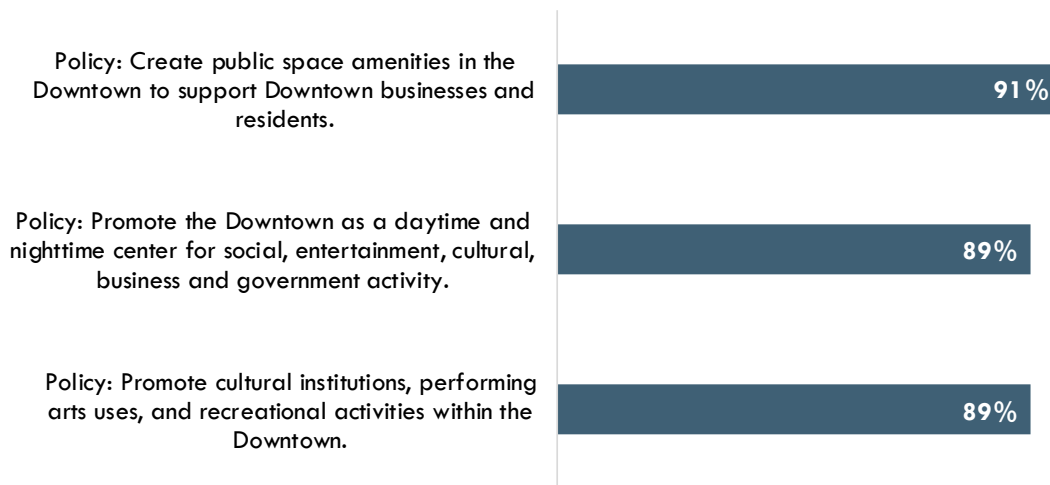 Policy: Create public space amenities in the
Downtown to support Downtown businesses and
residents.
91%
Policy: Promote the Downtown as a daytime and
nighttime center for social, entertainment, cultural,
business and government activity.
89%
Policy: Promote cultural institutions, performing
arts uses, and recreational activities within the
Downtown.
89%